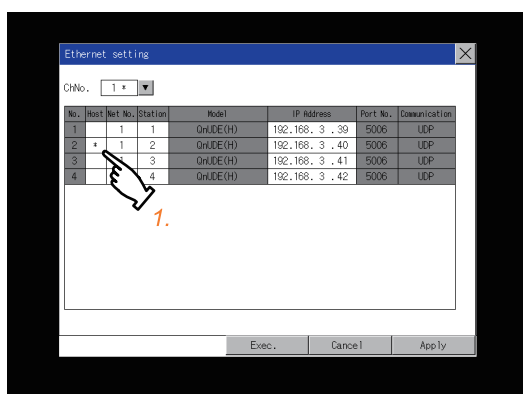 Ethernet setting
ChNo. 1 *
No. Host Net No. Station Model IP Address Port No. Communication
1 1 1 QnUDE(H) 192.168. 3 .39 5006 UDP
2 * 1 2 QnUDE(H) 192.168. 3 .40 5006 UDP
3 1 3 QnUDE(H) 192.168. 3 .41 5006 UDP
4 4 QnUDE(H) 192.168. 3 .42 5006 UDP
1.
Exec. Cancel Apply